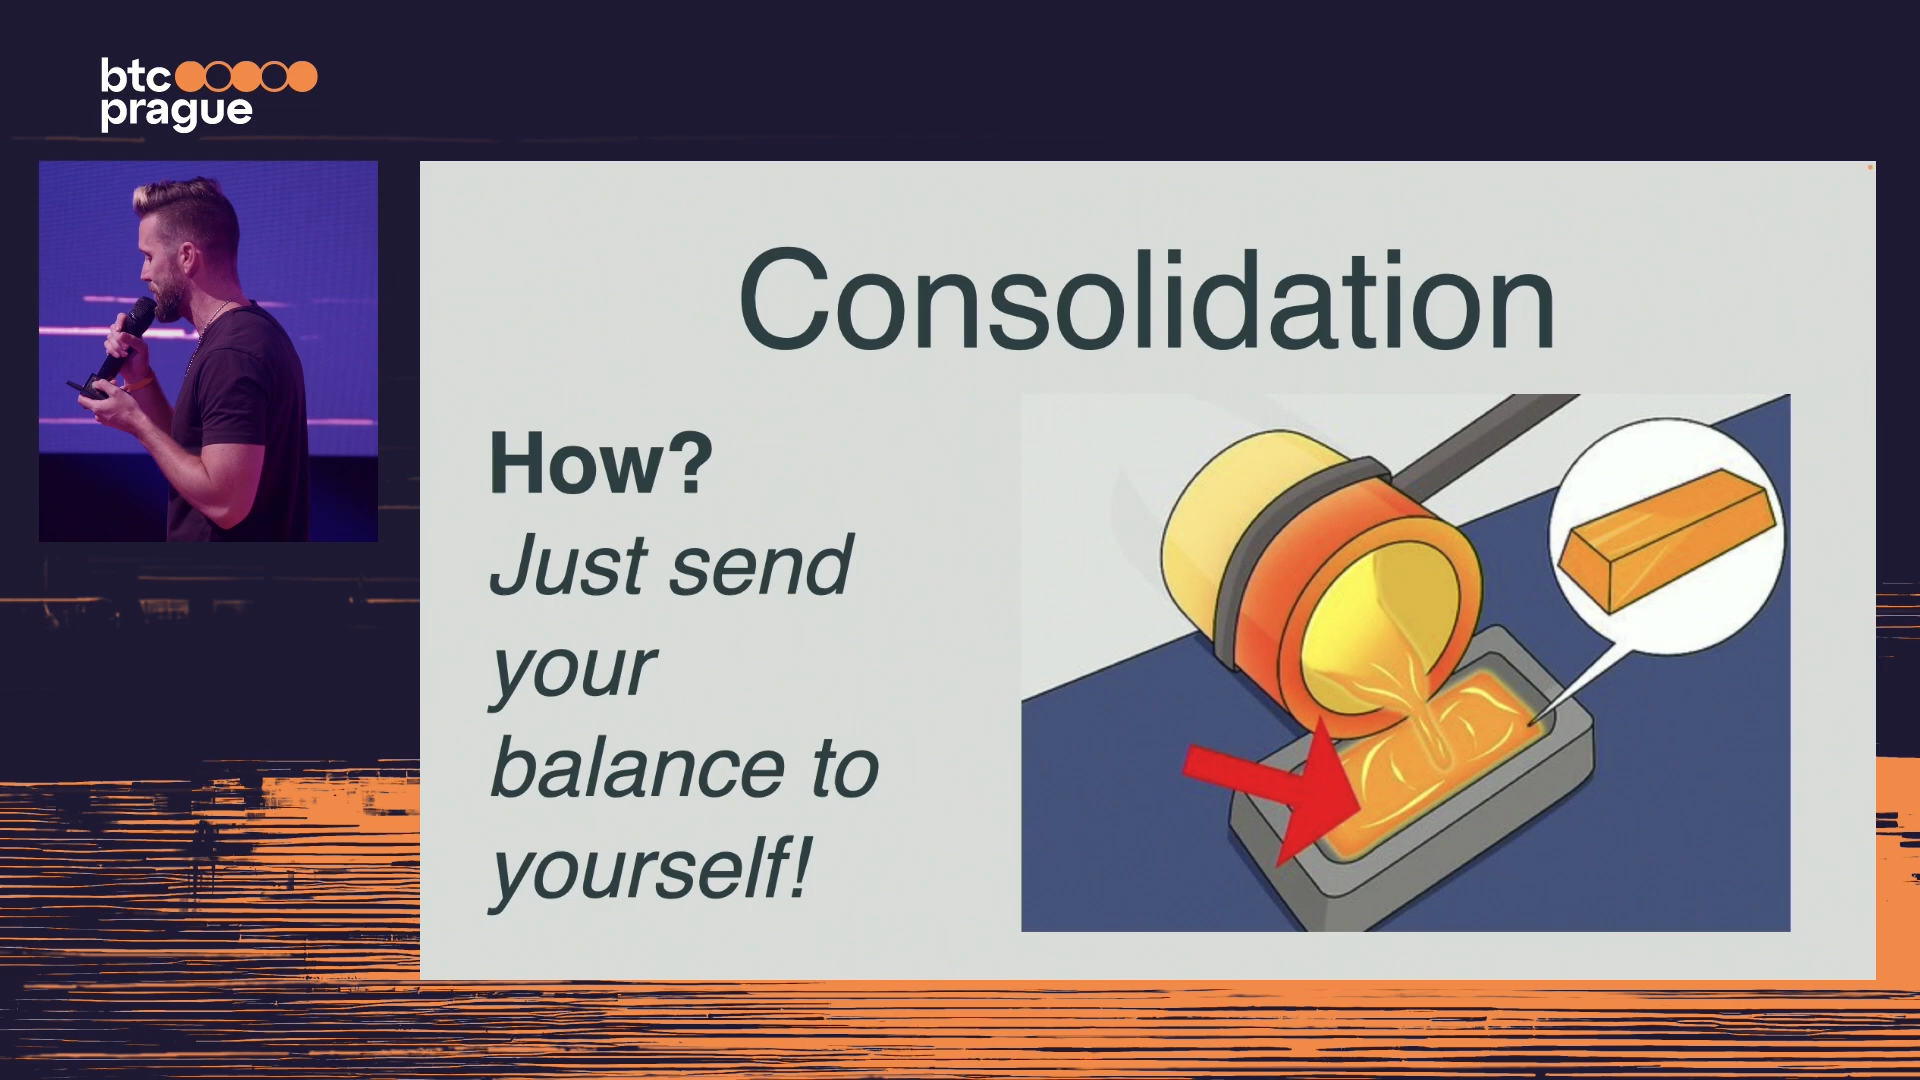 btc
prague
Consolidation
How?
Just send
your
balance to
yourself!